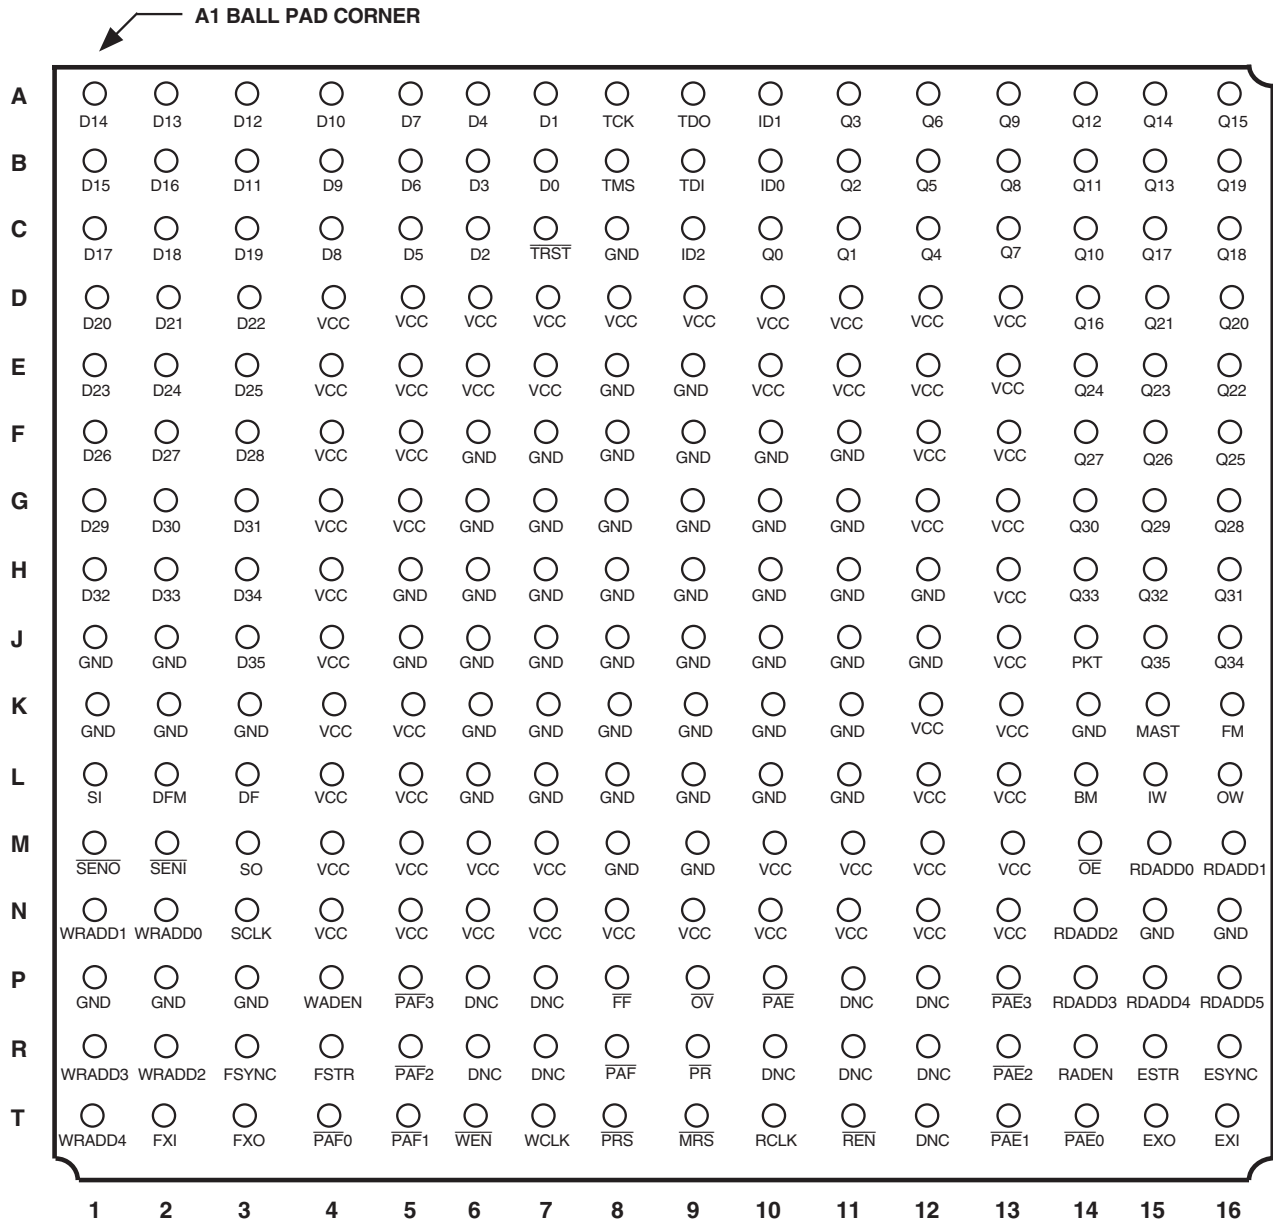 A1 BALL PAD CORNER
A
D14 D13 D12 D10 D7 D4 D1 TCK TDO ID1 Q3 Q6 Q9 Q12 Q14 Q15
B
D15 D16 D11 D9 D6 D3 D0 TMS TDI ID0 Q2 Q5 Q8 Q11 Q13 Q19
C
D17 D18 D19 D8 D5 D2 TRST GND ID2 Q0 Q1 Q4 Q7 Q10 Q17 Q18
D
D20 D21 D22 VCC VCC VCC VCC VCC VCC VCC VCC VCC VCC Q16 Q21 Q20
E
D23 D24 D25 VCC VCC VCC VCC GND GND VCC VCC VCC VCC Q24 Q23 Q22
F
D26 D27 D28 VCC VCC GND GND GND GND GND GND VCC VCC Q27 Q26 Q25
G
D29 D30 D31 VCC VCC GND GND GND GND GND GND VCC VCC Q30 Q29 Q28
H
D32 D33 D34 VCC GND GND GND GND GND GND GND GND VCC Q33 Q32 Q31
J
GND GND D35 VCC GND GND GND GND GND GND GND GND VCC PKT Q35 Q34
K
GND GND GND VCC VCC GND GND GND GND GND GND VCC VCC GND MAST FM
L
SI DFM DF VCC VCC GND GND GND GND GND GND VCC VCC BM IW OW
M
SENO SENI SO VCC VCC VCC VCC GND GND VCC VCC VCC VCC OE RDADD0 RDADD1
N
WRADD1 WRADD0 SCLK VCC VCC VCC VCC VCC VCC VCC VCC VCC VCC RDADD2 GND GND
P
GND GND GND WADEN PAF3 DNC DNC FF OV PAE DNC DNC PAE3 RDADD3 RDADD4 RDADD5
R
WRADD3 WRADD2 FSYNC FSTR PAF2 DNC DNC PAF PR DNC DNC DNC PAE2 RADEN ESTR ESYNC
T
WRADD4 FXI FXO PAF0 PAF1 WEN WCLK PRS MRS RCLK REN DNC PAE1 PAE0 EXO EXI
1 2 3 4 5 6 7 8 9 10 11 12 13 14 15 16